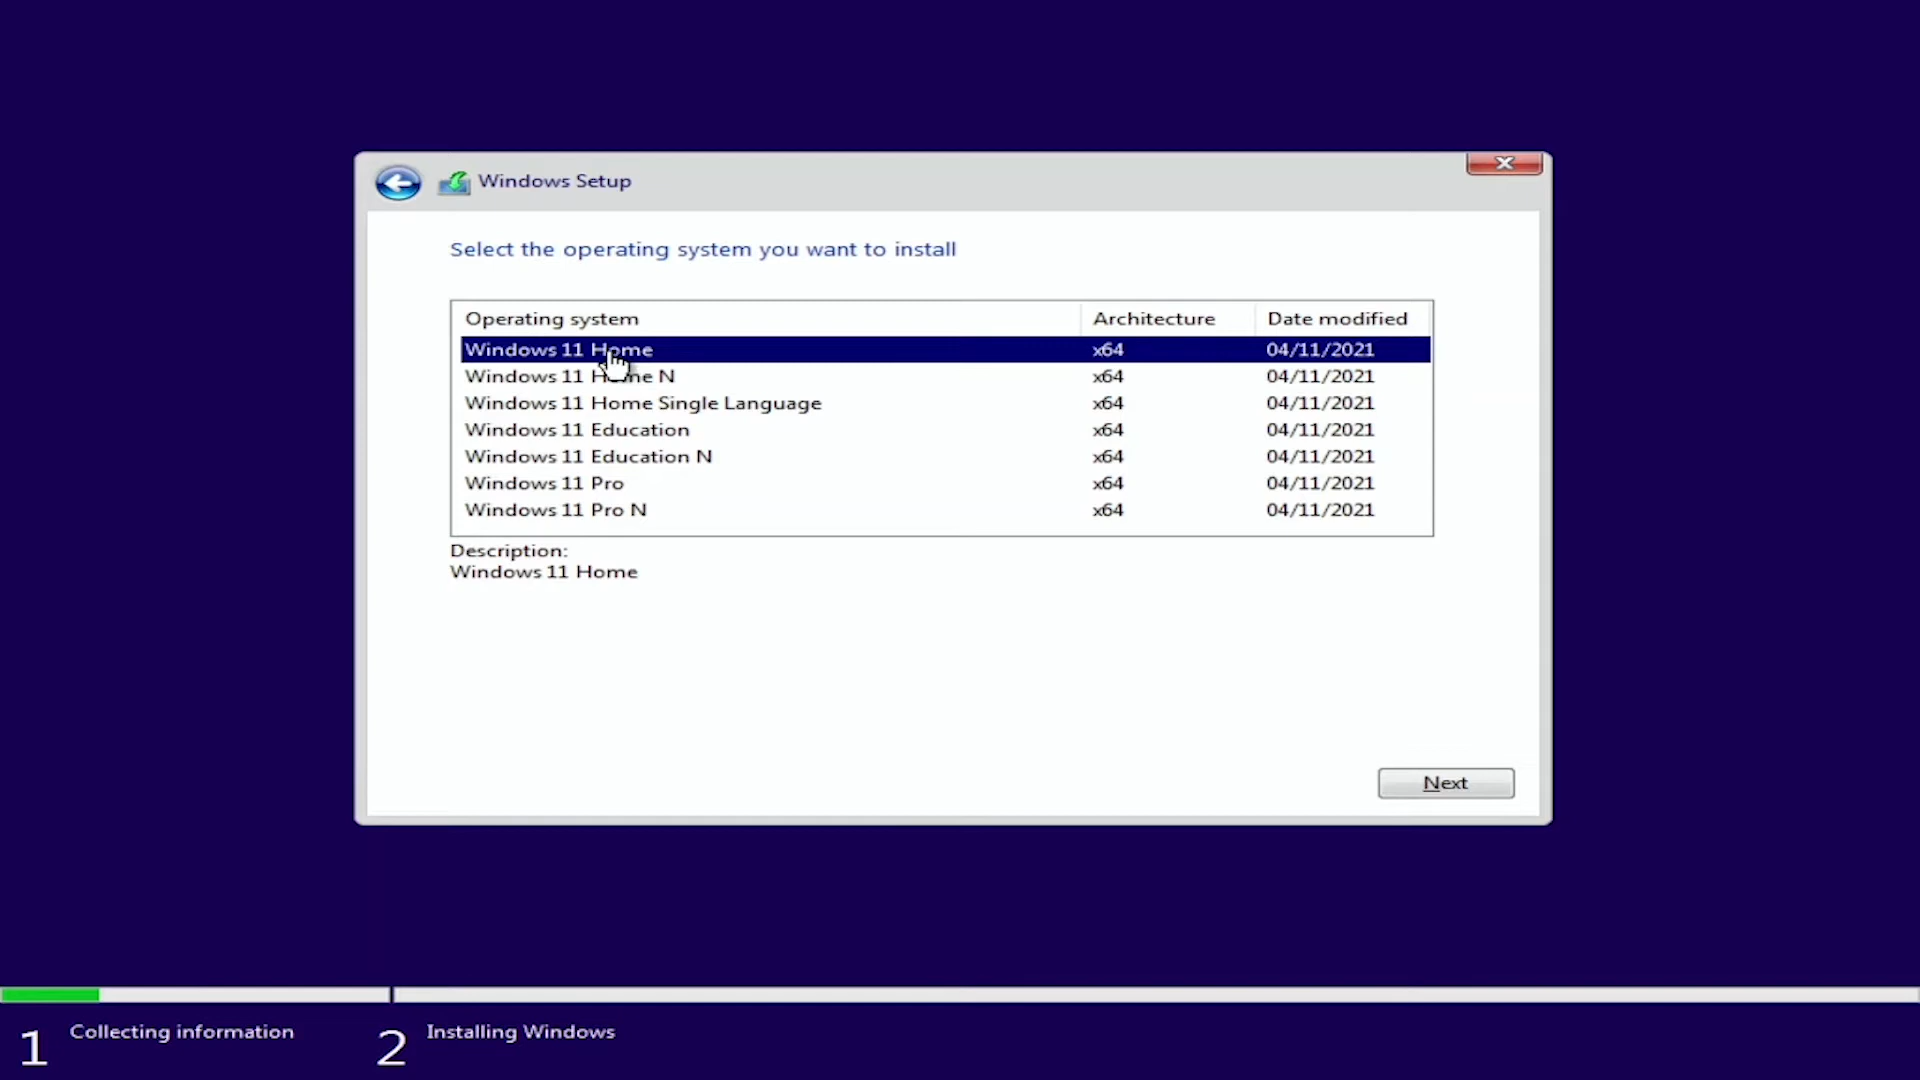 Windows Setup
Select the operating system you want to install
Operating system Architecture Date modified
Windows 11 Home x64 04/11/2021
Windows 11 Home N x64 04/11/2021
Windows 11 Home Single Language x64 04/11/2021
Windows 11 Education x64 04/11/2021
Windows 11 Education N x64 04/11/2021
Windows 11 Pro x64 04/11/2021
Windows 11 Pro N x64 04/11/2021
Description:
Windows 11 Home
Next
1 Collecting information 2 Installing Windows